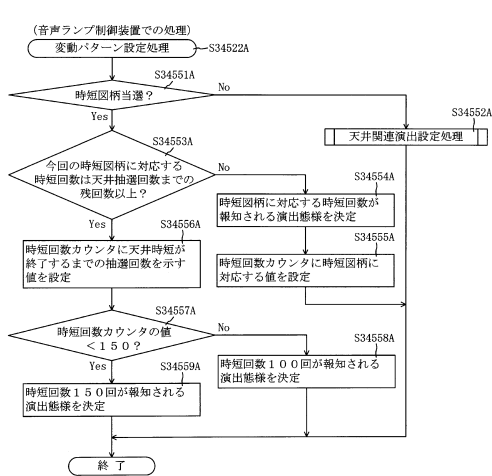 (音声ランプ制御装置での処理)
変動パターン設定処理
S34522A
S34551A
時短図柄当選?
No
Yes
S34552A
天井関連演出設定処理
S34553A
今回の時短図柄に対応する
時短回数は天井抽選回数までの
残回数以上?
No
Yes
S34554A
時短図柄に対応する時短回数が
報知される演出態様を決定
S34556A
時短回数カウンタに天井時短が
終了するまでの抽選回数を示す
値を設定
S34555A
時短回数カウンタに時短図柄に
対応する値を設定
S34557A
時短回数カウンタの値
<150?
No
Yes
S34558A
時短回数100回が報知される
演出態様を決定
S34559A
時短回数150回が報知される
演出態様を決定
終了